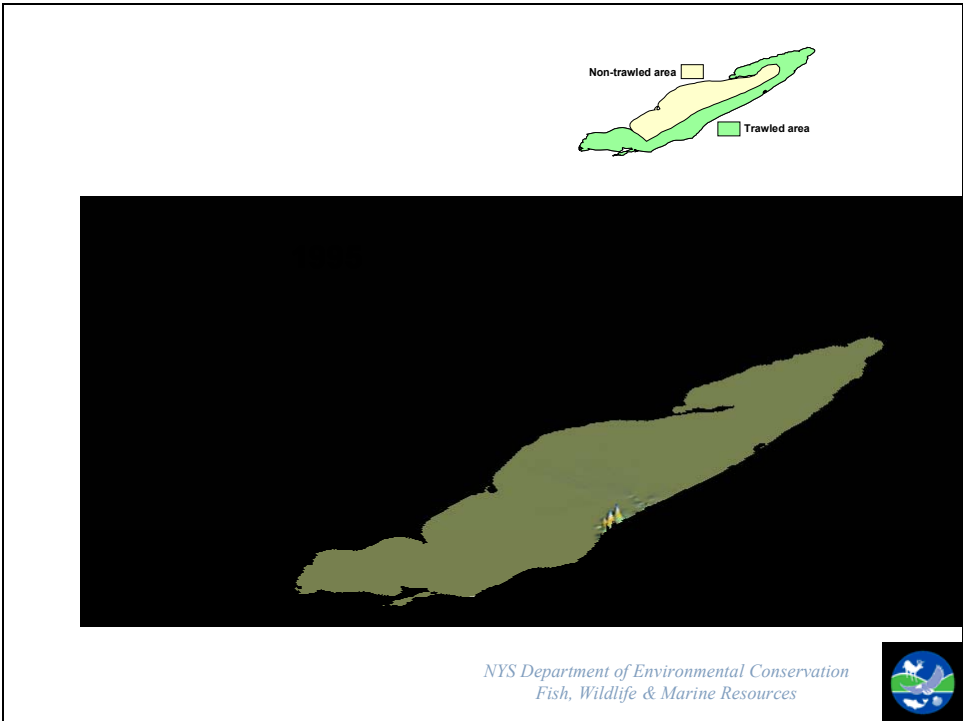 Non-trawled area
Trawled area
NYS Department of Environmental Conservation
Fish, Wildlife & Marine Resources